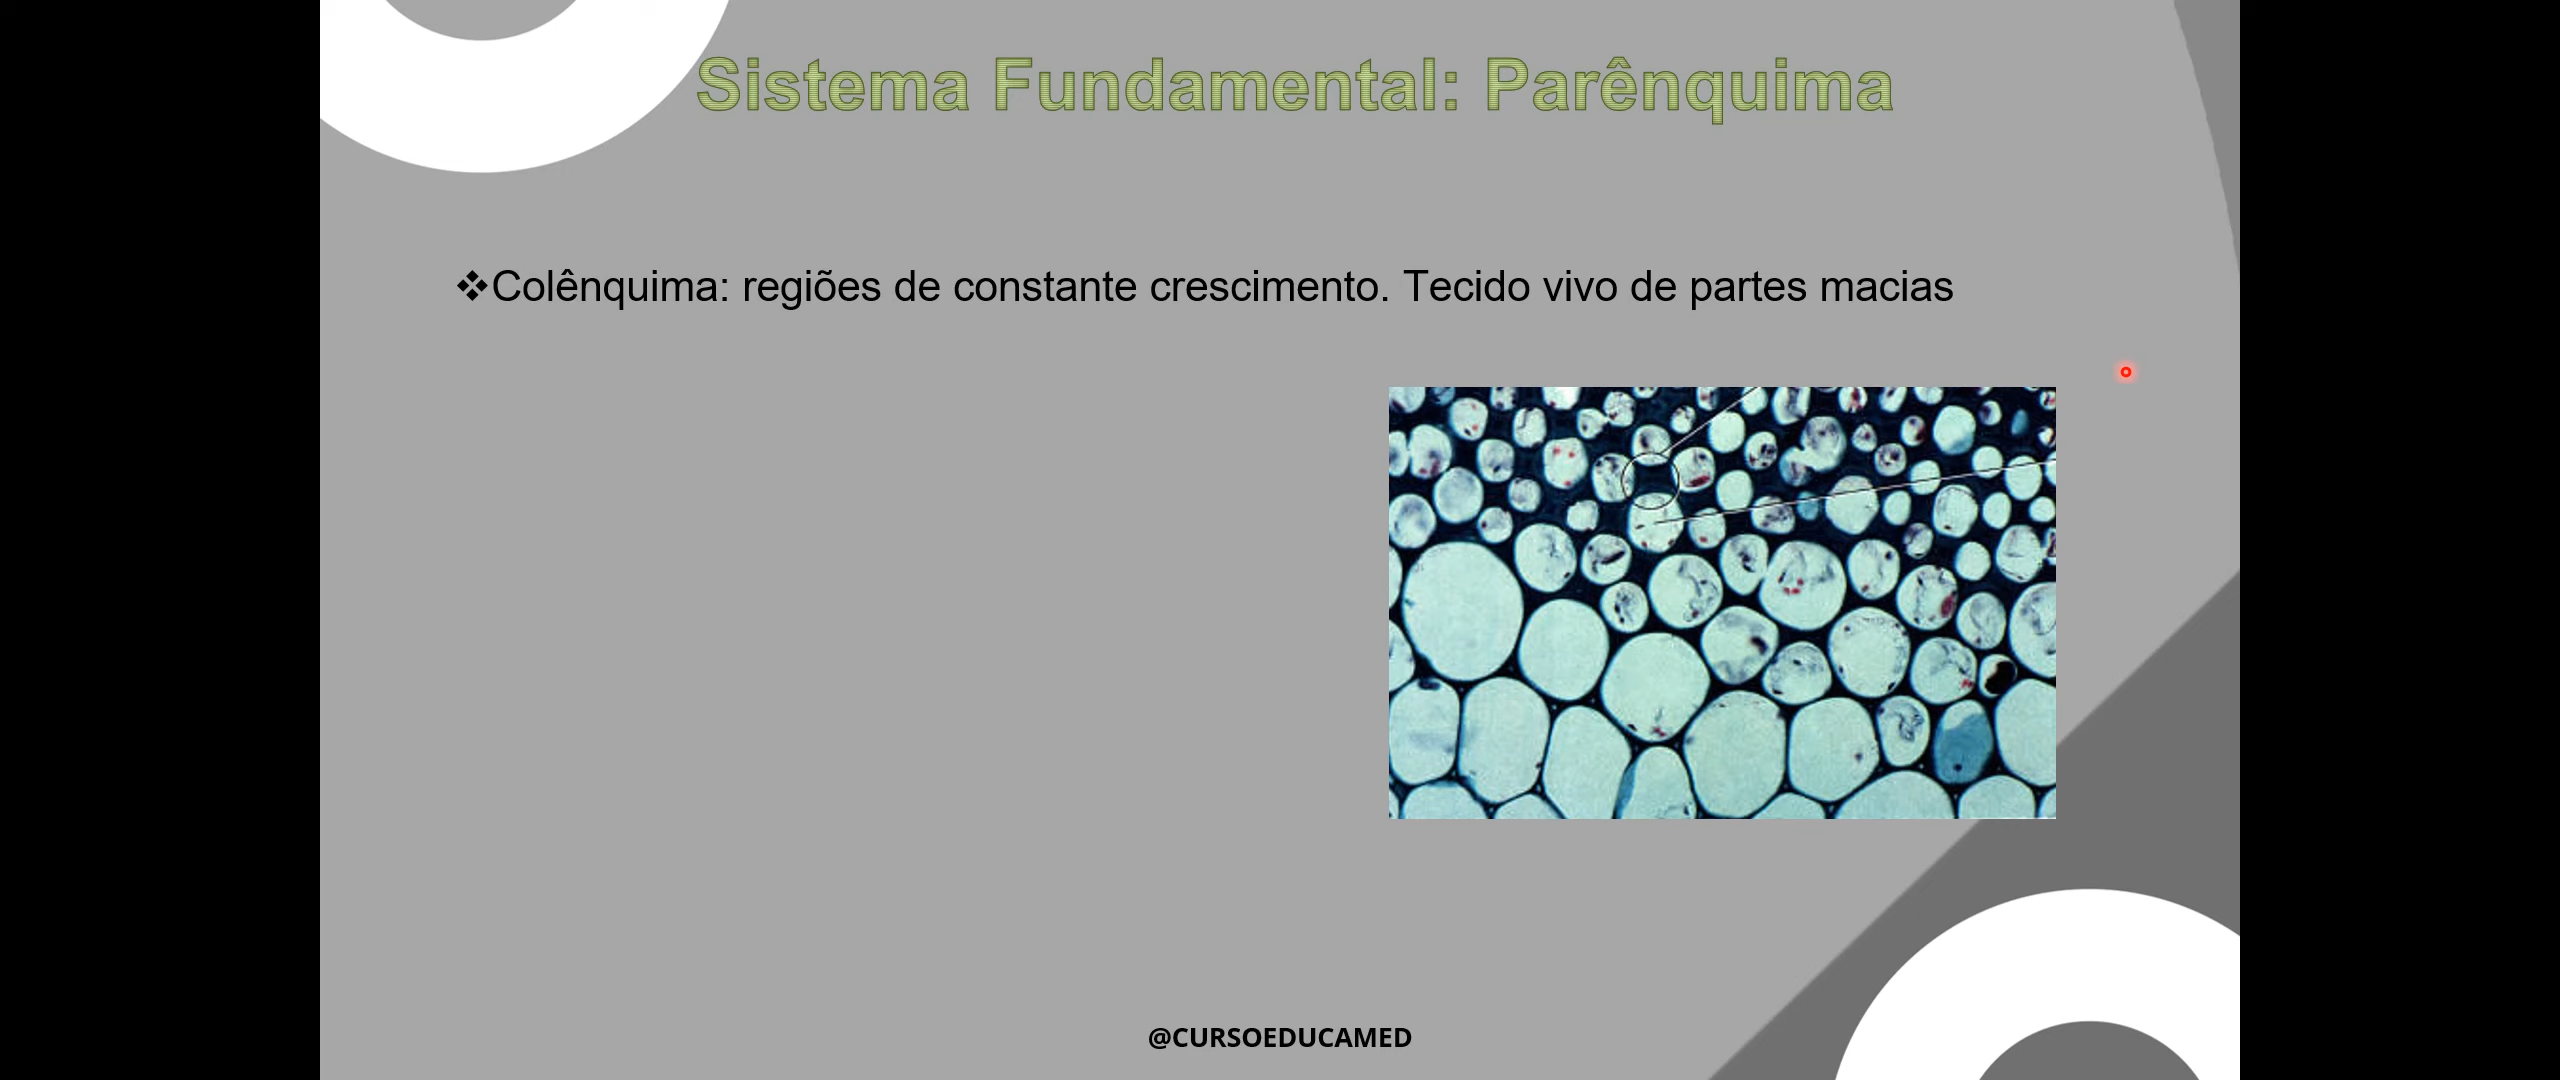 Sistema Fundamental: Parênquima
❖Colênquima: regiões de constante crescimento. Tecido vivo de partes macias
@CURSOEDUCAMED